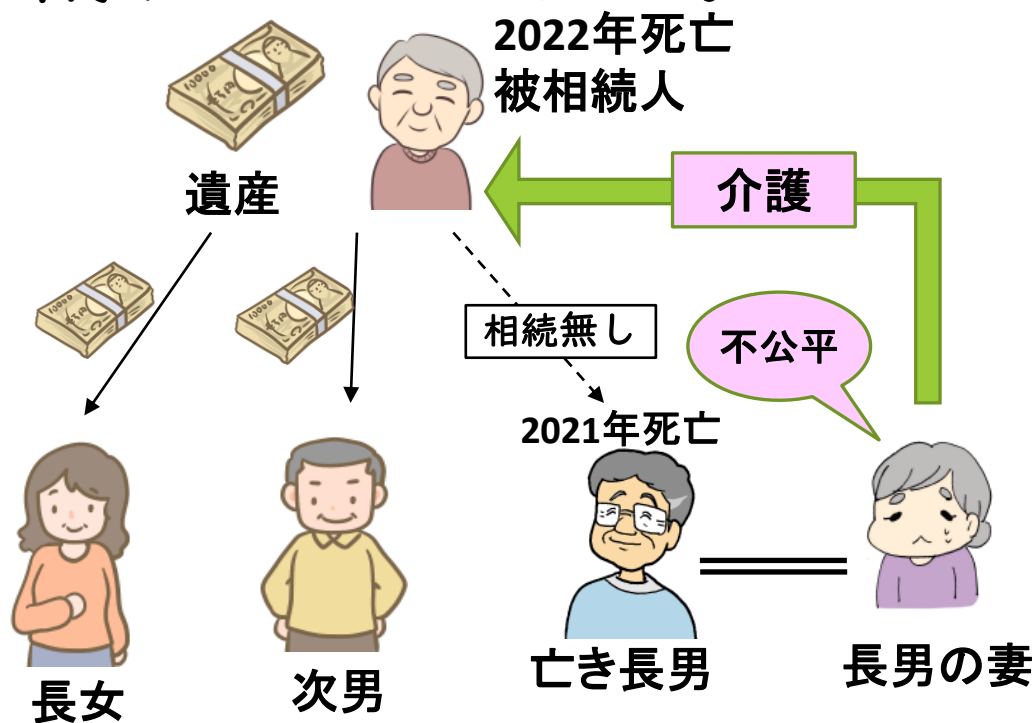 2022年死亡
被相続人
遺産
介護
相続無し
不公平
2021年死亡
長女
次男
亡き長男
長男の妻